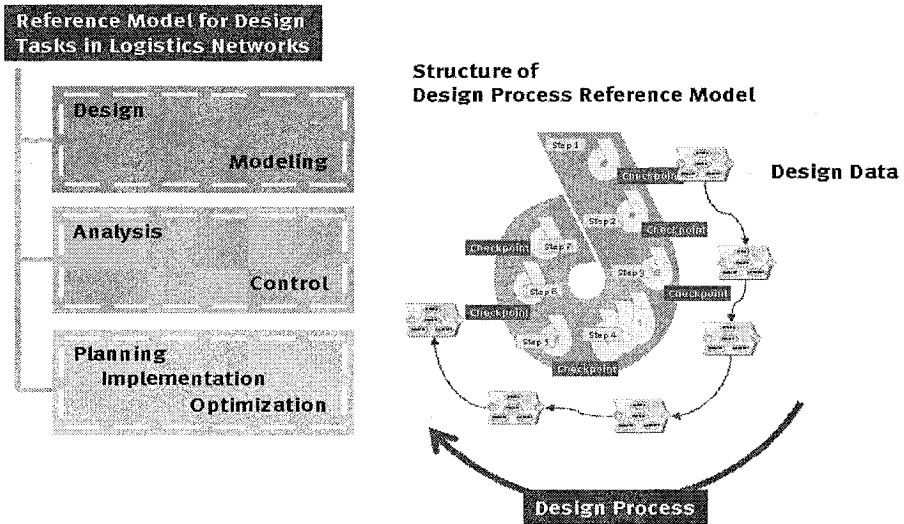 Reference Model for Design
Tasks in Logistics Networks
Design
Modeling
Analysis
Control
Planning
Implementation
Optimization
Structure of
Design Process Reference Model
Design Data
Step 1
Checkpoint
Step 2
Checkpoint
Checkpoint
Step 7
Step 3
Checkpoint
Step 6
Checkpoint
Step 5
Step 4
Checkpoint
Design Process